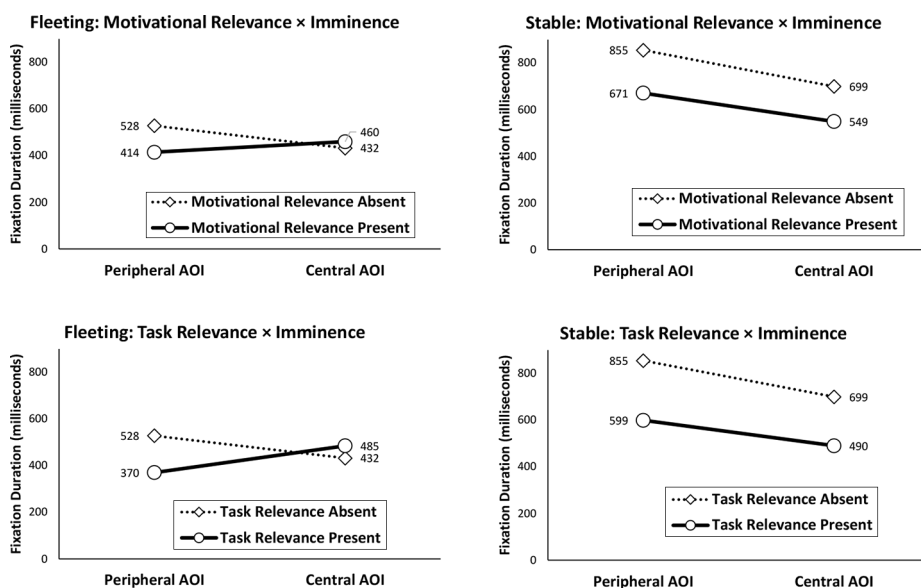 Fleeting: Motivational Relevance × Imminence
Fixation Duration (milliseconds)
800
600
400
200
0
528
414
460
432
Motivational Relevance Absent
Motivational Relevance Present
Peripheral AOI
Central AOI
Stable: Motivational Relevance × Imminence
Fixation Duration (milliseconds)
800
600
400
200
0
855
671
699
549
Motivational Relevance Absent
Motivational Relevance Present
Peripheral AOI
Central AOI
Fleeting: Task Relevance × Imminence
Fixation Duration (milliseconds)
800
600
400
200
0
528
370
485
432
Task Relevance Absent
Task Relevance Present
Peripheral AOI
Central AOI
Stable: Task Relevance × Imminence
Fixation Duration (milliseconds)
800
600
400
200
0
855
599
699
490
Task Relevance Absent
Task Relevance Present
Peripheral AOI
Central AOI